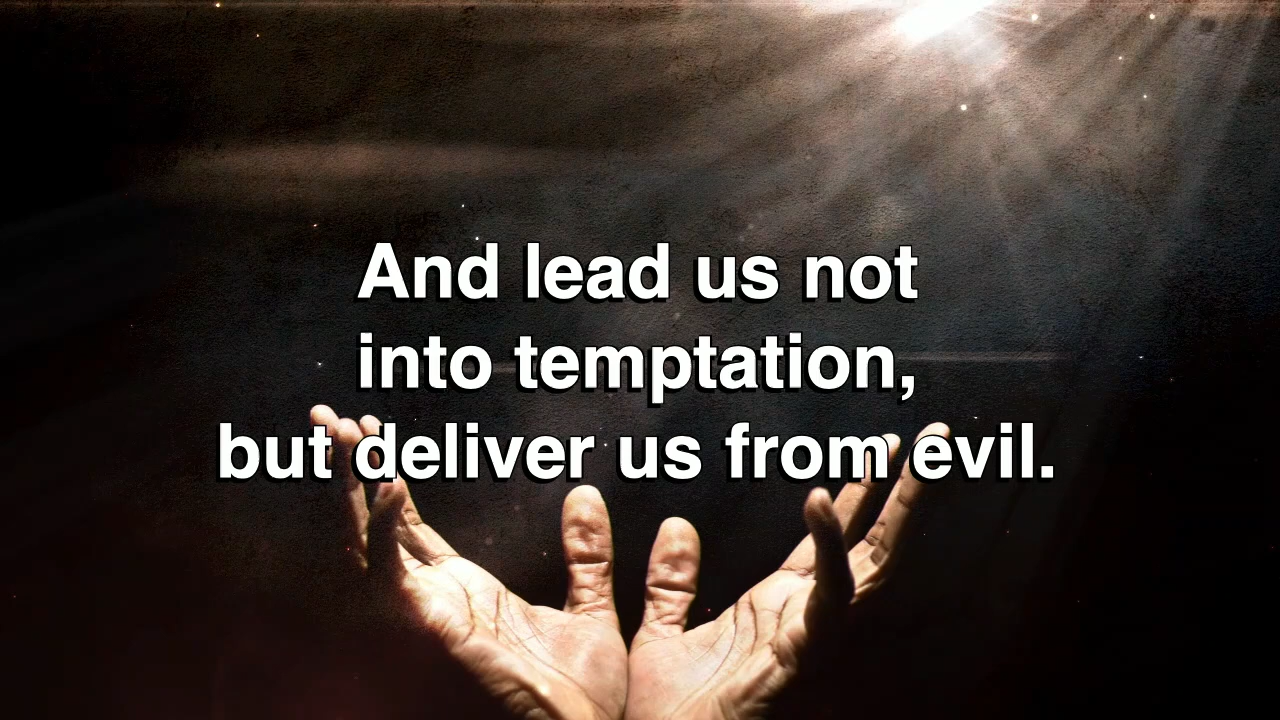 And lead us not
into temptation,
but deliver us from evil.